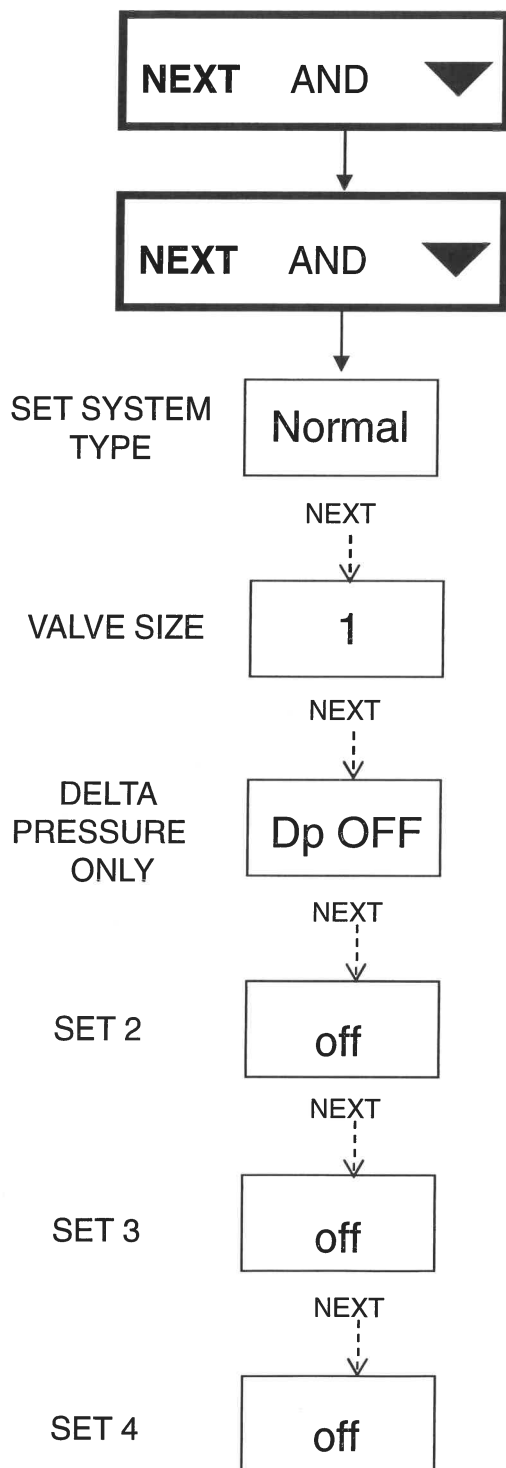 NEXT AND
NEXT AND
SET SYSTEM
TYPE
Normal
NEXT
VALVE SIZE
1
NEXT
DELTA
PRESSURE
ONLY
Dp OFF
NEXT
SET 2
off
NEXT
SET 3
off
NEXT
SET 4
off